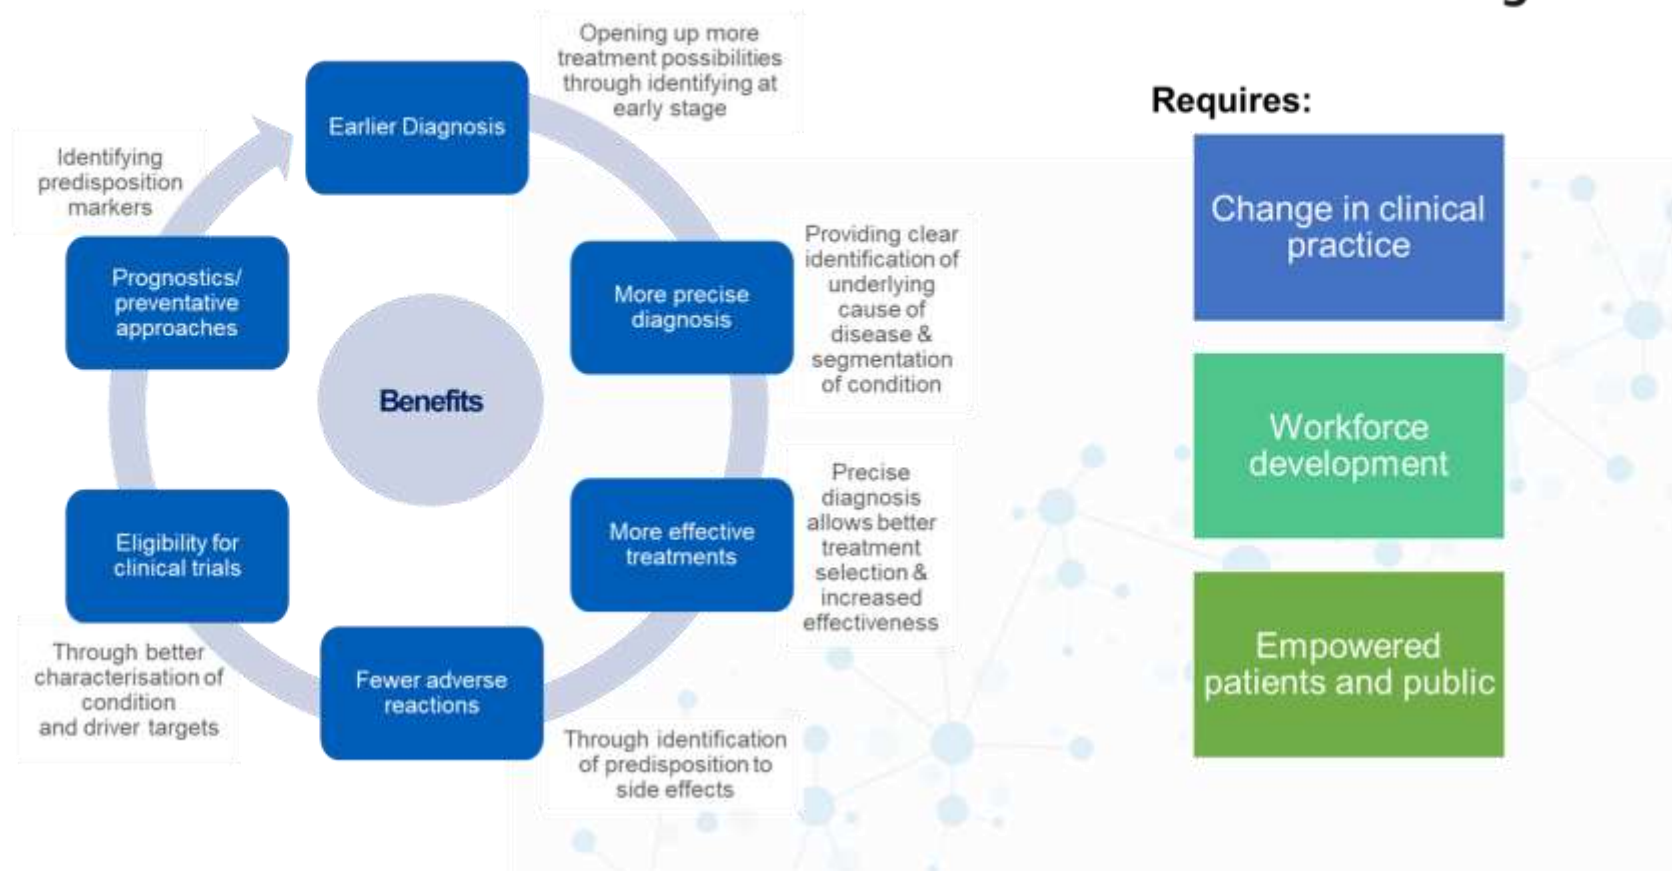 Opening up more
treatment possibilities
through identifying at
early stage
Earlier Diagnosis
Identifying
predisposition
markers
Prognostics/
preventative
approaches
Providing clear
identification of
underlying
cause of
disease &
segmentation
of condition
More precise
diagnosis
Benefits
Precise
diagnosis
allows better
treatment
selection &
increased
effectiveness
More effective
treatments
Eligibility for
clinical trials
Through better
characterisation of
condition
and driver targets
Fewer adverse
reactions
Through identification
of predisposition to
side effects
Requires:
Change in clinical
practice
Workforce
development
Empowered
patients and public